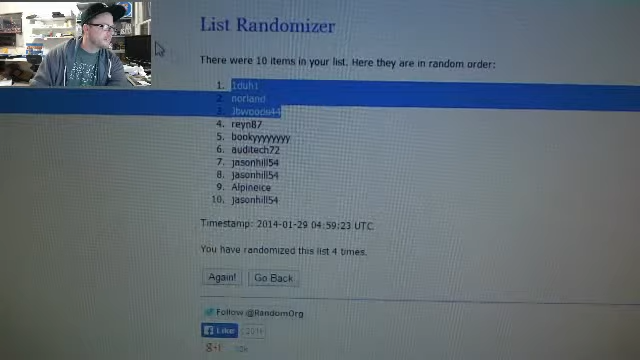 List Randomizer
There were 10 items in your list. Here they are in random order:
1. 1duh1
2. norland
3. jbwoods44
4. reyn87
5. bookyyyyyyyy
6. auditech72
7. jasonhill54
8. jasonhill54
9. Alpineice
10. jasonhill54
Timestamp: 2014-01-29 04:59:23 UTC
You have randomized this list 4 times.
Again! Go Back
Follow @RandomOrg
Like
g+1